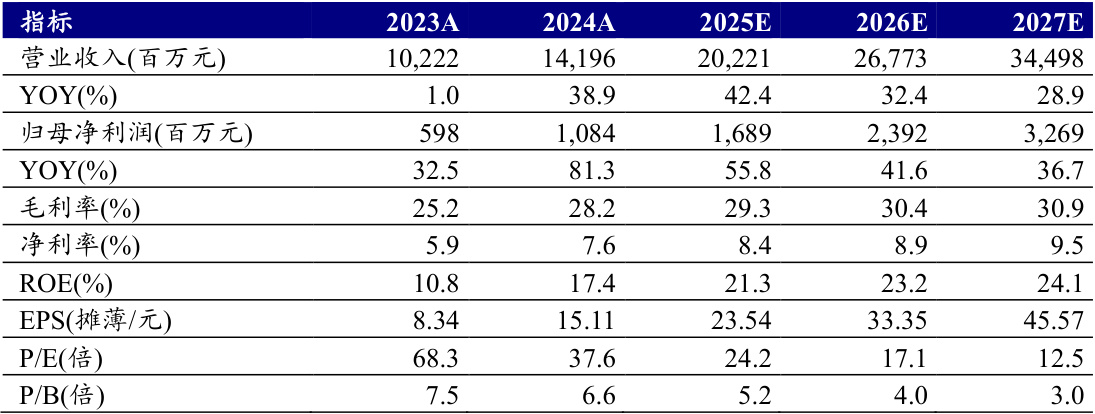 指标 2023A 2024A 2025E 2026E 2027E
营业收入(百万元) 10,222 14,196 20,221 26,773 34,498
YOY(%) 1.0 38.9 42.4 32.4 28.9
归母净利润(百万元) 598 1,084 1,689 2,392 3,269
YOY(%) 32.5 81.3 55.8 41.6 36.7
毛利率(%) 25.2 28.2 29.3 30.4 30.9
净利率(%) 5.9 7.6 8.4 8.9 9.5
ROE(%) 10.8 17.4 21.3 23.2 24.1
EPS(摊薄/元) 8.34 15.11 23.54 33.35 45.57
P/E(倍) 68.3 37.6 24.2 17.1 12.5
P/B(倍) 7.5 6.6 5.2 4.0 3.0